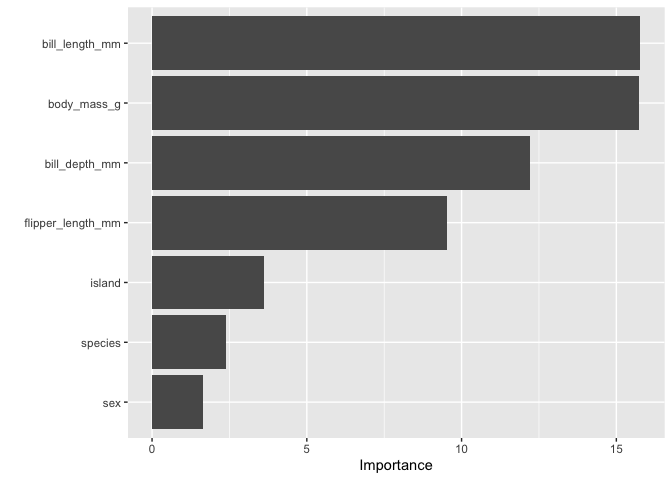 bill_length_mm
body_mass_g
bill_depth_mm
flipper_length_mm
island
species
sex
0 5 10 15
Importance